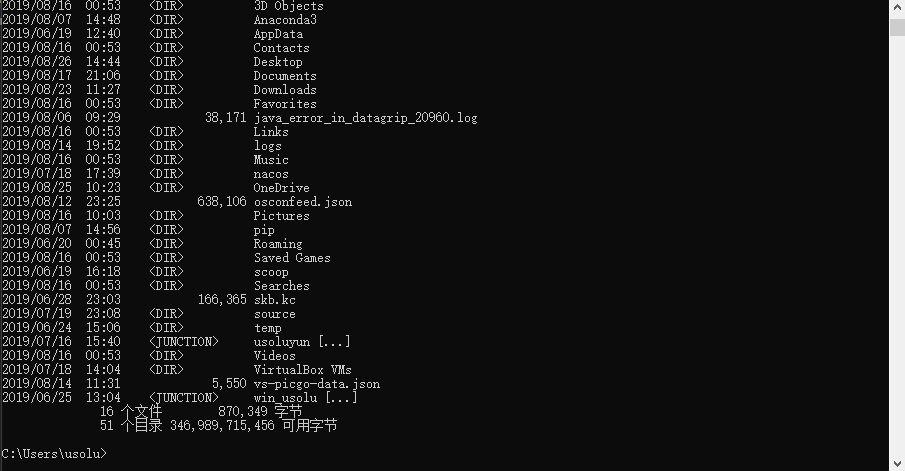 2019/08/16  00:53    <DIR>          3D Objects
2019/08/07  14:48    <DIR>          Anaconda3
2019/06/19  12:40    <DIR>          AppData
2019/08/16  00:53    <DIR>          Contacts
2019/08/26  14:44    <DIR>          Desktop
2019/08/17  21:06    <DIR>          Documents
2019/08/23  11:27    <DIR>          Downloads
2019/08/16  00:53    <DIR>          Favorites
2019/08/06  09:29            38,171 java_error_in_datagrip_20960.log
2019/08/16  00:53    <DIR>          Links
2019/08/14  19:52    <DIR>          logs
2019/08/16  00:53    <DIR>          Music
2019/07/18  17:39    <DIR>          nacos
2019/08/25  10:23    <DIR>          OneDrive
2019/08/12  23:25           638,106 osconfeed.json
2019/08/16  10:03    <DIR>          Pictures
2019/08/07  14:56    <DIR>          pip
2019/06/20  00:45    <DIR>          Roaming
2019/08/16  00:53    <DIR>          Saved Games
2019/06/19  16:18    <DIR>          scoop
2019/08/16  00:53    <DIR>          Searches
2019/06/28  23:03           166,365 skb.kc
2019/07/19  23:08    <DIR>          source
2019/06/24  15:06    <DIR>          temp
2019/07/16  15:40    <JUNCTION>     usoluyun [...]
2019/08/16  00:53    <DIR>          Videos
2019/07/18  14:04    <DIR>          VirtualBox VMs
2019/08/14  11:31             5,550 vs-picgo-data.json
2019/06/25  13:04    <JUNCTION>     win_usolu [...]
16 个文件        870,349 字节
51 个目录 346,989,715,456 可用字节
C:\Users\usolu>